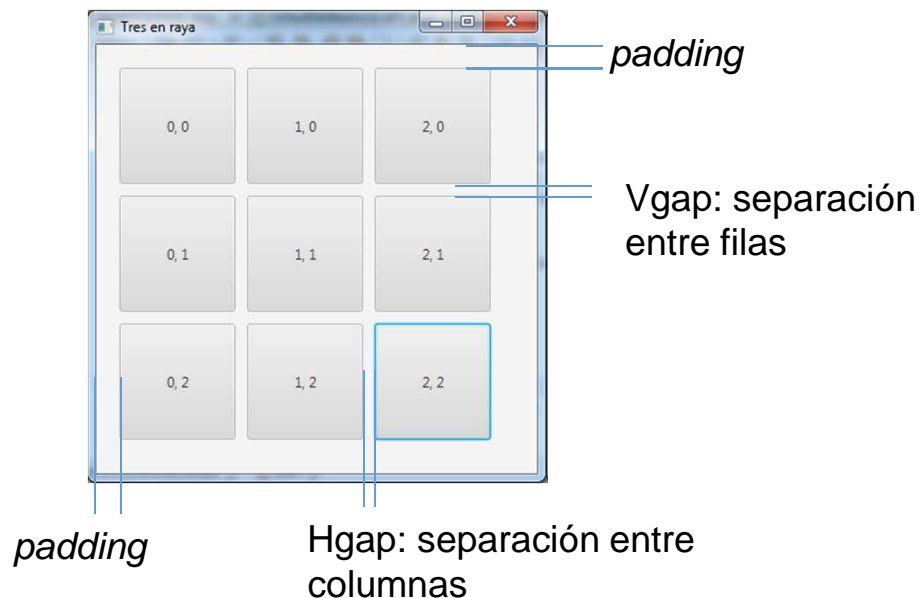 Tres en raya
padding
0, 0
1, 0
2, 0
Vgap: separación
entre filas
0, 1
1, 1
2, 1
0, 2
1, 2
2, 2
padding
Hgap: separación entre
columnas